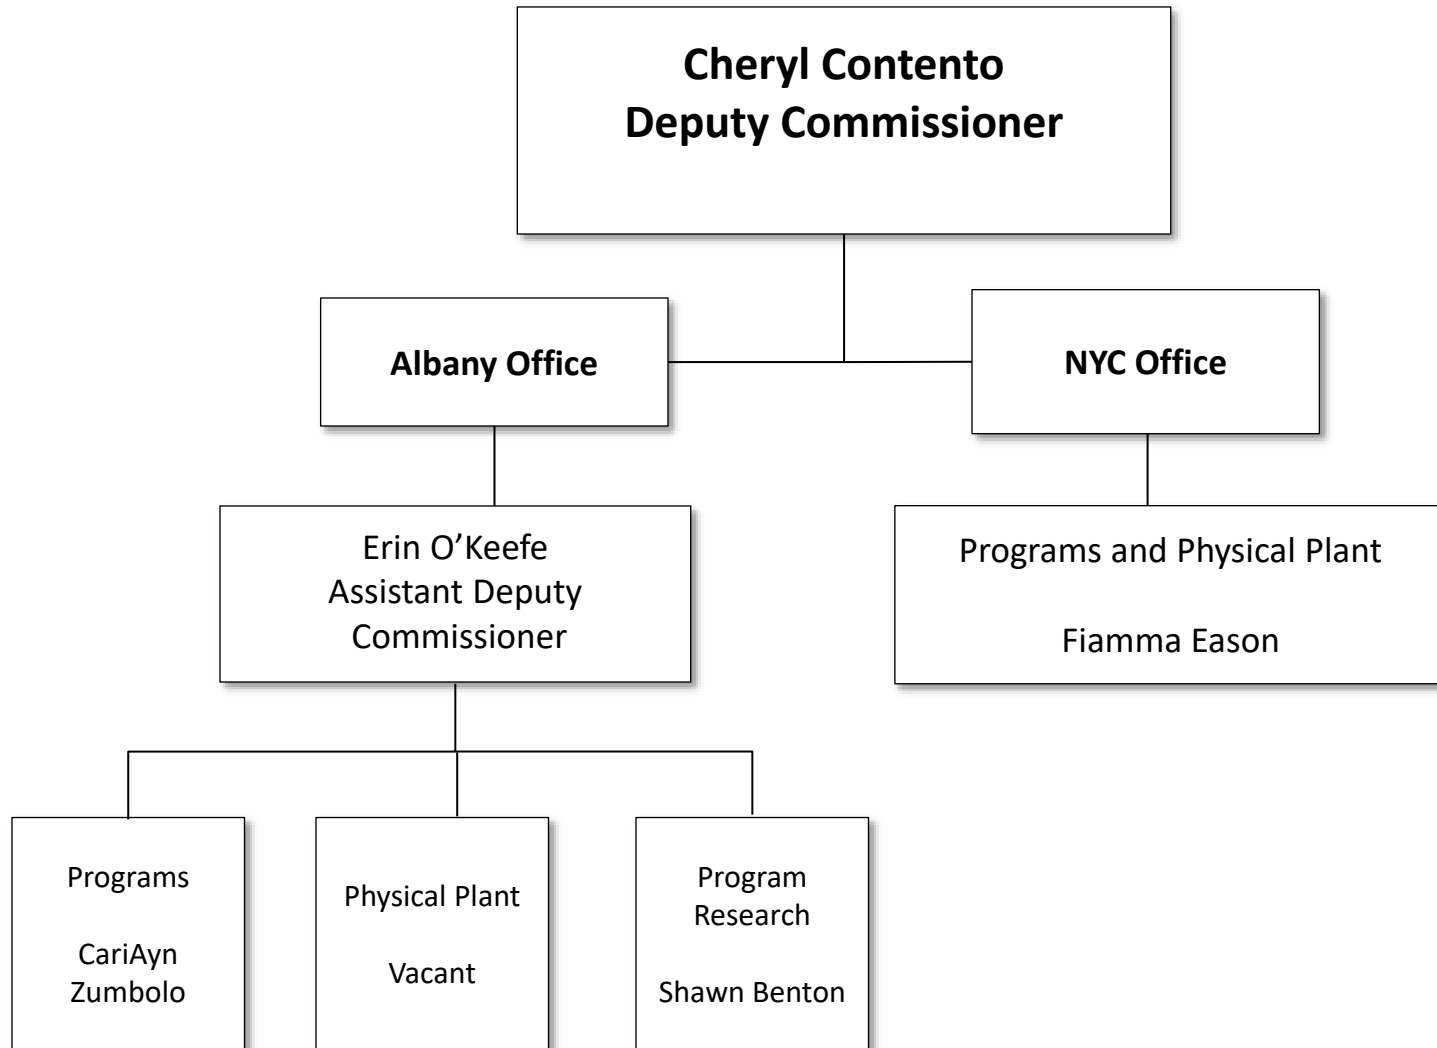 Cheryl Contento
Deputy Commissioner
Albany Office
NYC Office
Erin O’Keefe
Assistant Deputy
Commissioner
Programs and Physical Plant
Fiamma Eason
Programs
CariAyn
Zumbolo
Physical Plant
Vacant
Program
Research
Shawn Benton